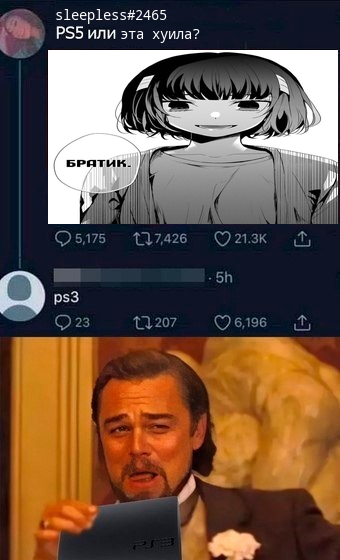 sleepless#2465
PS5 или эта хуила?
БРАТИК.
5,175 7,426 21.3K
· 5h
ps3
23 207 6,196
PS3